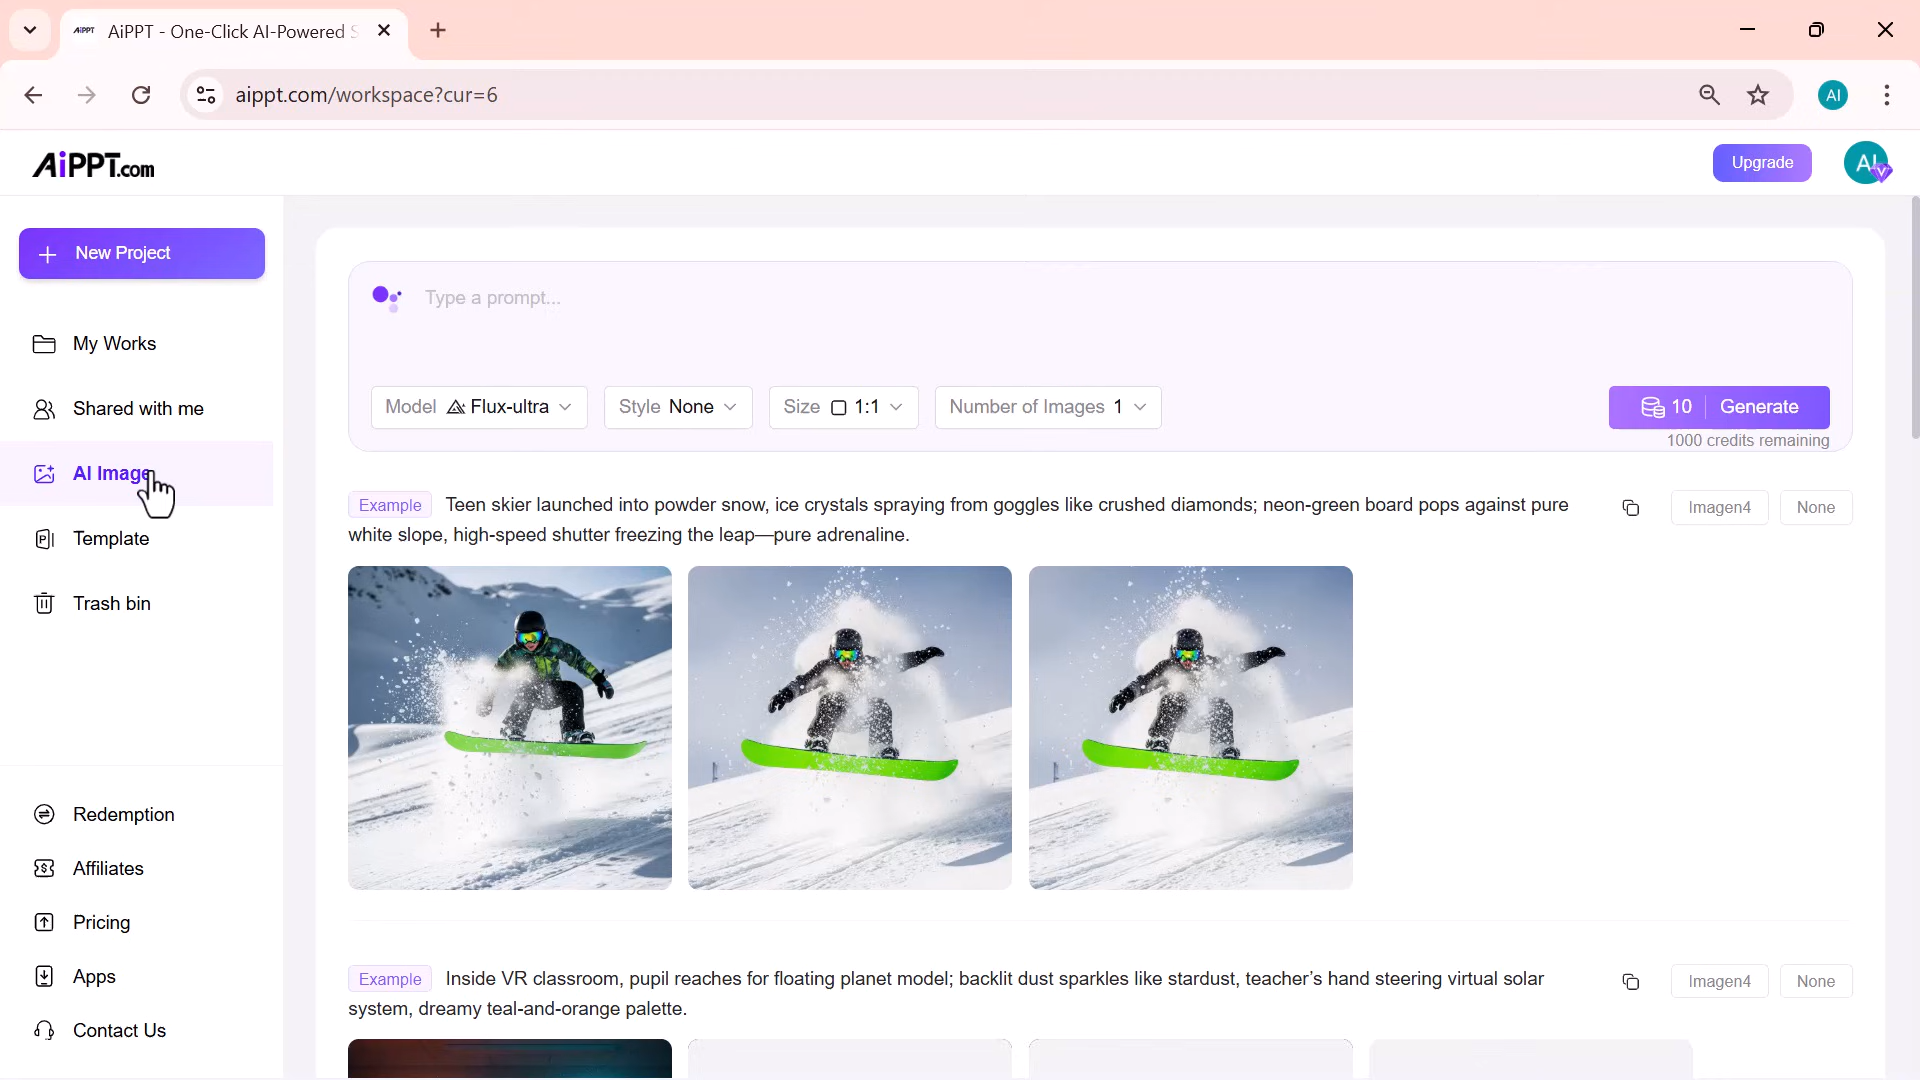 AiPPT
AiPPT - One-Click AI-Powered S
aippt.com/workspace?cur=6
AI
AiPPT.com
Upgrade
AI
V
New Project
My Works
Shared with me
AI Image
Template
Trash bin
Redemption
Affiliates
Pricing
Apps
Contact Us
Type a prompt...
Model Flux-ultra
Style None
Size 1:1
Number of Images 1
10 Generate
1000 credits remaining
Example Teen skier launched into powder snow, ice crystals spraying from goggles like crushed diamonds; neon-green board pops against pure
white slope, high-speed shutter freezing the leap—pure adrenaline.
Imagen4 None
Example Inside VR classroom, pupil reaches for floating planet model; backlit dust sparkles like stardust, teacher's hand steering virtual solar
system, dreamy teal-and-orange palette.
Imagen4 None